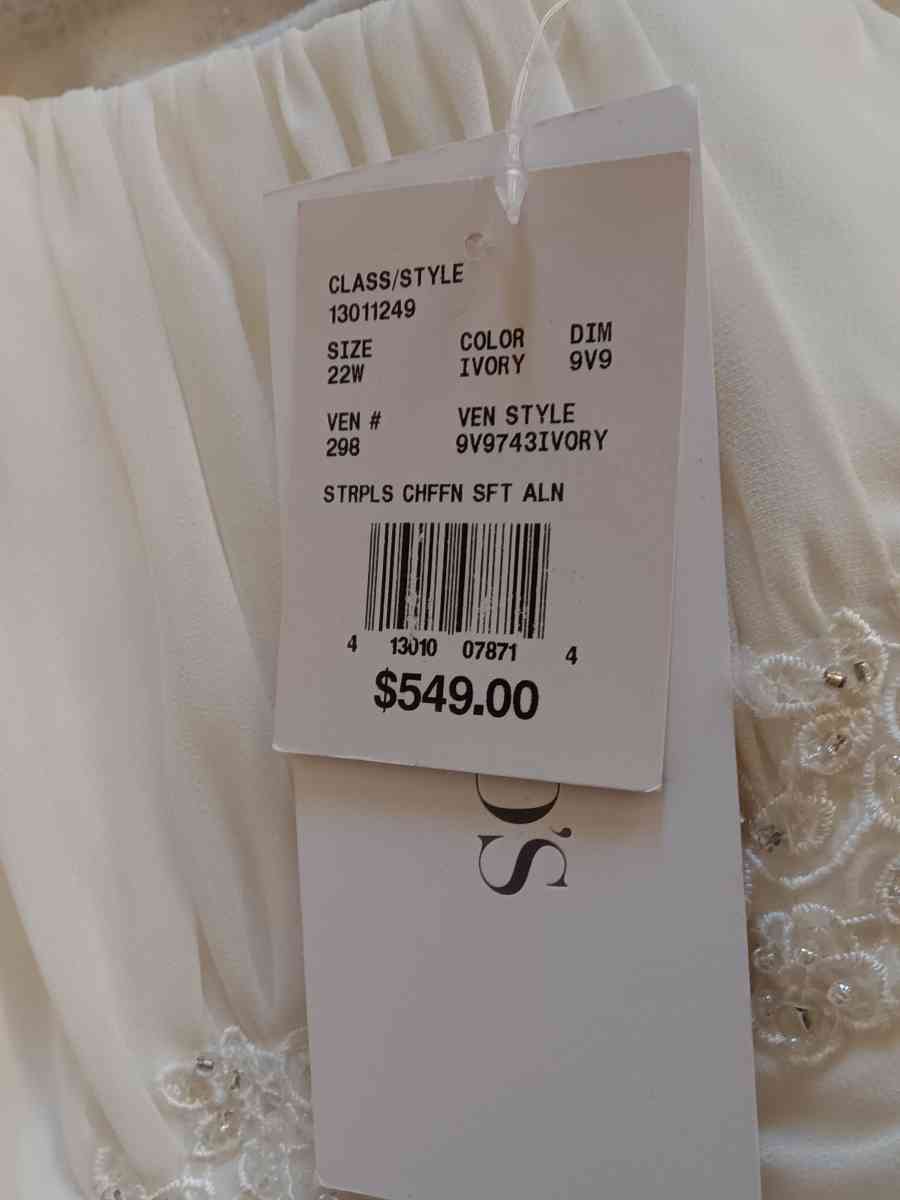 CLASS/STYLE
13011249
SIZE COLOR DIM
22W IVORY 9V9
VEN # VEN STYLE
298 9V9743IVORY
STRPLS CHFFN SFT ALN
4 13010 07871 4
$549.00
'S